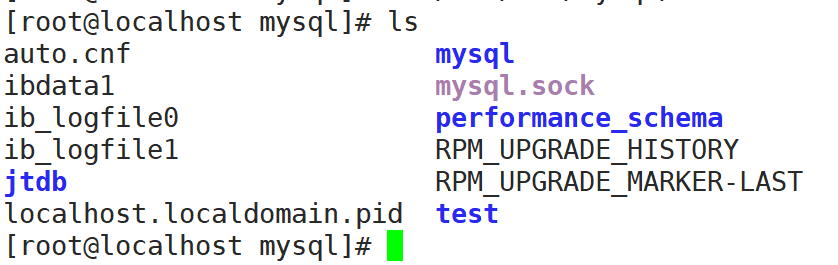 [root@localhost mysql]# ls
auto.cnf mysql
ibdata1 mysql.sock
ib_logfile0 performance_schema
ib_logfile1 RPM_UPGRADE_HISTORY
jtdb RPM_UPGRADE_MARKER-LAST
localhost.localdomain.pid test
[root@localhost mysql]#